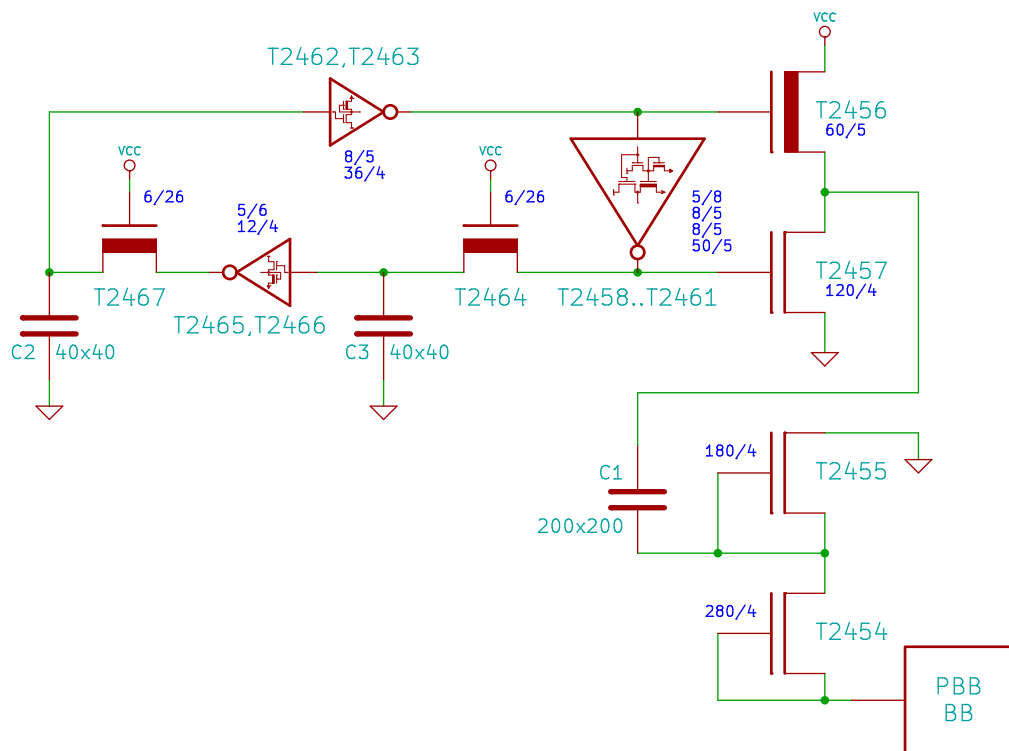 VCC
T2462,T2463
T2456
60/5
VCC
VCC
8/5
36/4
6/26
5/6
12/4
6/26
5/8
8/5
8/5
50/5
T2457
120/4
T2467
T2465,T2466
T2464
T2458..T2461
C2 40x40
C3 40x40
180/4
T2455
C1
200x200
280/4
T2454
PBB
BB